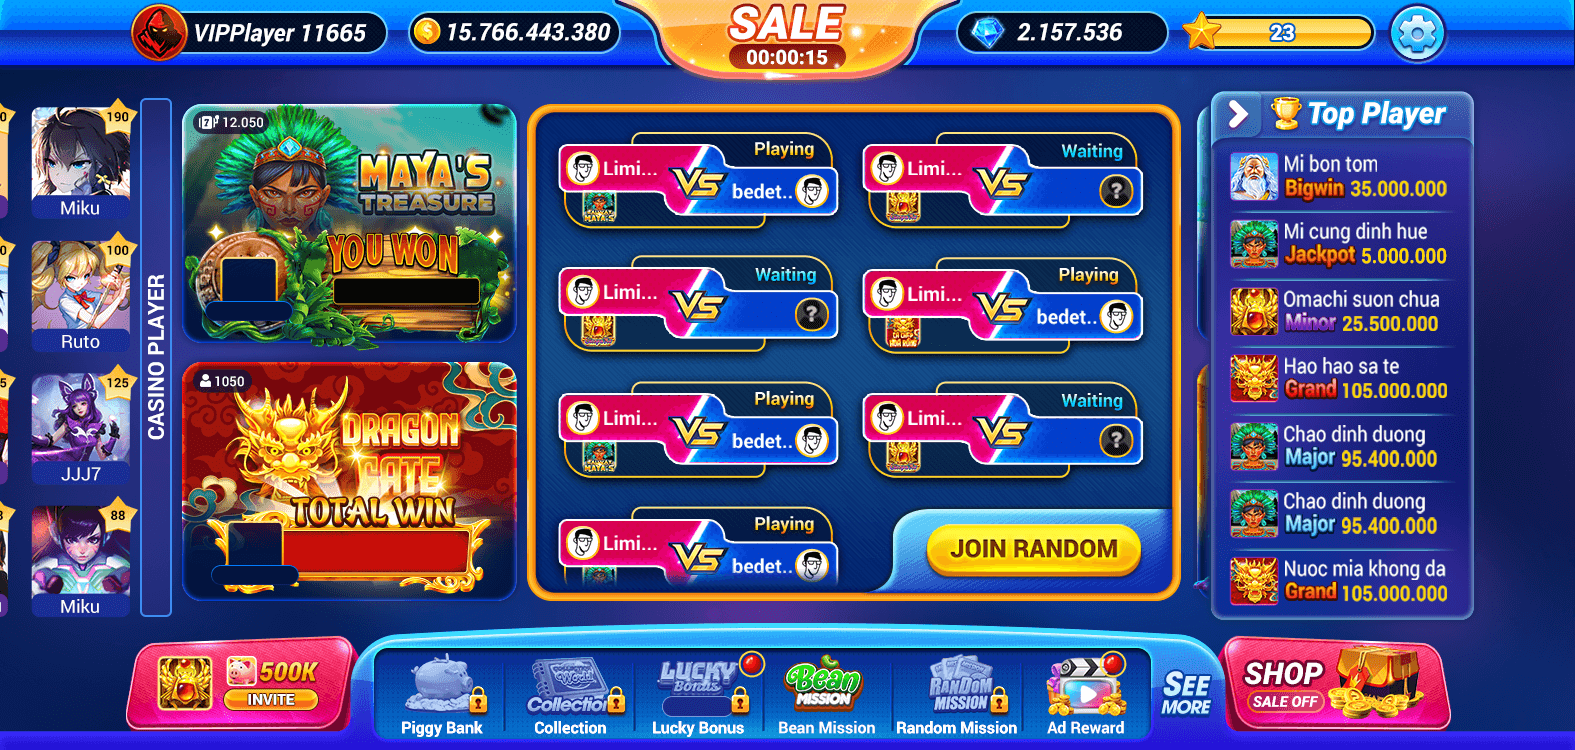 VIPPlayer 11665
15.766.443.380
SALE
00:00:15
2.157.536
23
190
Miku
100
Ruto
125
JJJ7
88
Miku
CASINO PLAYER
12.050
MAYA'S
TREASURE
YOU WON
1050
DRAGON
GATE
TOTAL WIN
Playing
Limi...
VS
bedet..
Waiting
Limi...
VS
?
Waiting
Limi...
VS
?
Playing
Limi...
VS
bedet..
Playing
Limi...
VS
bedet..
Waiting
Limi...
VS
?
Playing
Limi...
VS
bedet..
JOIN RANDOM
Top Player
Mi bon tom
Bigwin 35.000.000
Mi cung dinh hue
Jackpot 5.000.000
Omachi suon chua
Minor 25.500.000
Hao hao sa te
Grand 105.000.000
Chao dinh duong
Major 95.400.000
Chao dinh duong
Major 95.400.000
Nuoc mia khong da
Grand 105.000.000
500K
INVITE
Piggy Bank
Collection
Collection
LUCKY
Bonus
Lucky Bonus
Bean
MISSION
Bean Mission
RANDOM
MISSION
Random Mission
Ad Reward
SEE
MORE
SHOP
SALE OFF